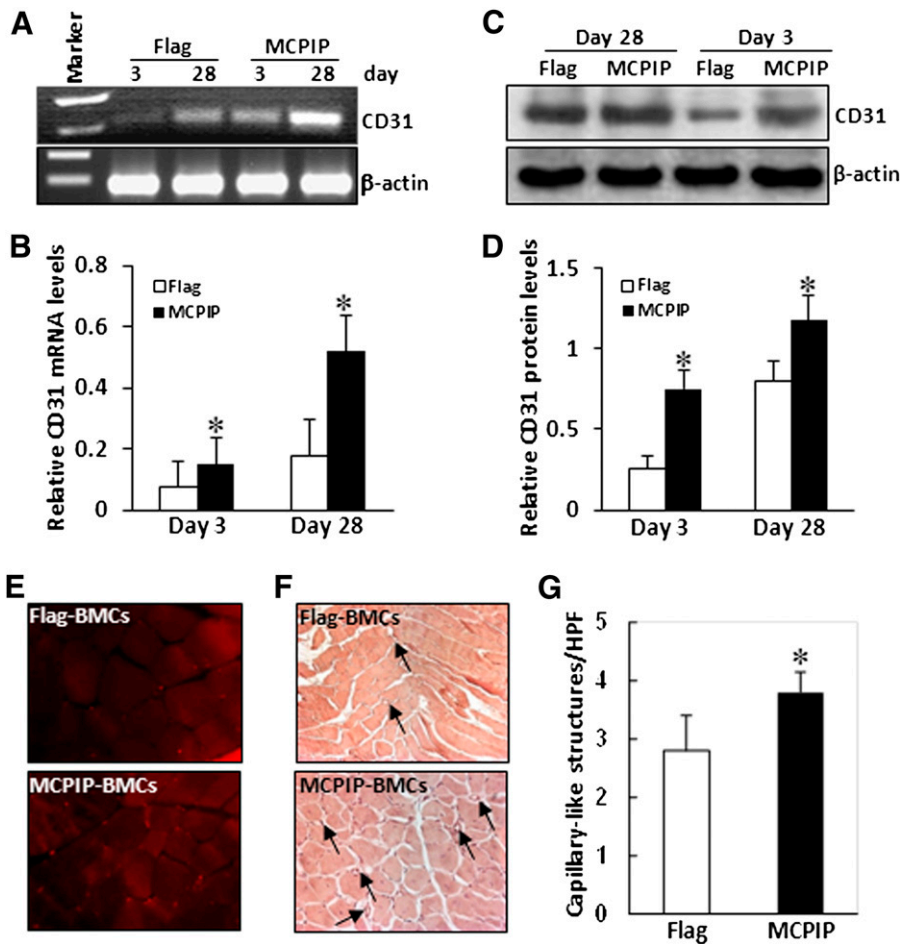 A
Marker
Flag MCPIP
3 28 3 28 day
CD31
β-actin
B
Relative CD31 mRNA levels
0.8
0.6
0.4
0.2
0
Flag
MCPIP
*
*
Day 3 Day 28
C
Day 28 Day 3
Flag MCPIP Flag MCPIP
CD31
β-actin
D
Relative CD31 protein levels
1.5
1
0.5
0
Flag
MCPIP
*
*
Day 3 Day 28
E
Flag-BMCs
MCPIP-BMCs
F
Flag-BMCs
MCPIP-BMCs
G
Capillary-like structures/HPF
5
4
3
2
1
0
*
Flag MCPIP